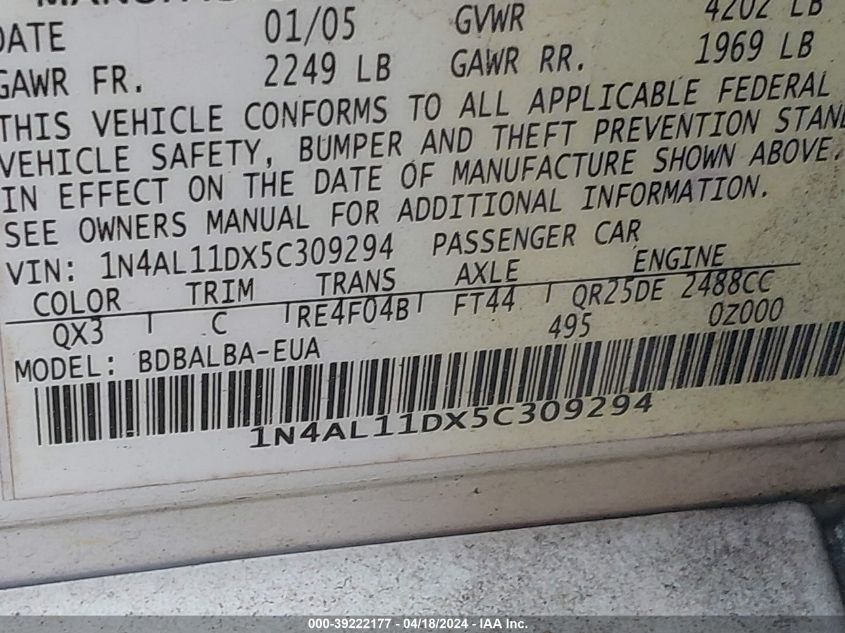 DATE 01/05 GVWR 4202 LB
GAWR FR. 2249 LB GAWR RR. 1969 LB
THIS VEHICLE CONFORMS TO ALL APPLICABLE FEDERAL
VEHICLE SAFETY, BUMPER AND THEFT PREVENTION STAND
IN EFFECT ON THE DATE OF MANUFACTURE SHOWN ABOVE.
SEE OWNERS MANUAL FOR ADDITIONAL INFORMATION.
VIN: 1N4AL11DX5C309294 PASSENGER CAR
COLOR TRIM TRANS AXLE ENGINE
QX3 C RE4F04B FT44 QR25DE 2488CC
495 0Z000
MODEL: BDBALBA-EUA
1N4AL11DX5C309294
000-39222177 - 04/18/2024 - IAA Inc.